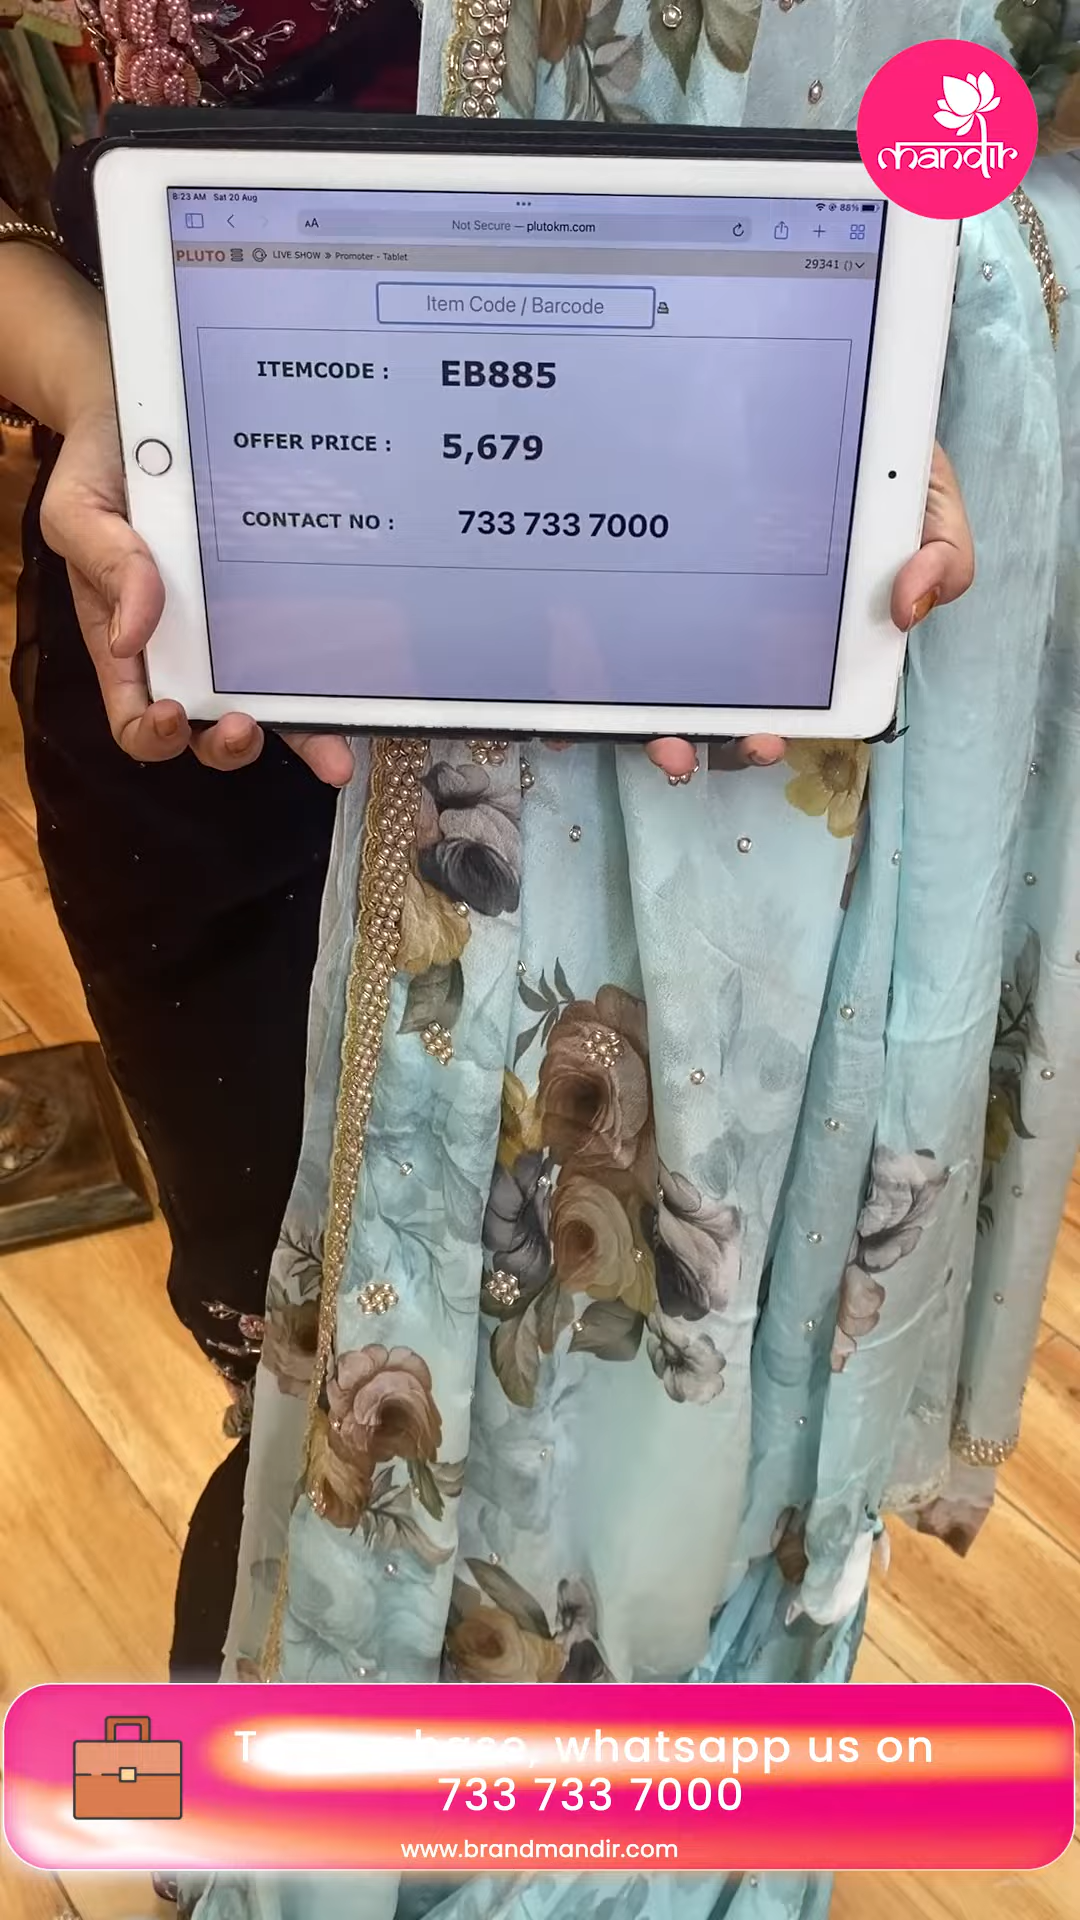 mandir
8:23 AM Sat 20 Aug
88%
AA
Not Secure — plutokm.com
PLUTO
LIVE SHOW » Promoter - Tablet
29341 ()
Item Code / Barcode
ITEMCODE : EB885
OFFER PRICE : 5,679
CONTACT NO : 733 733 7000
whatsapp us on
733 733 7000
www.brandmandir.com